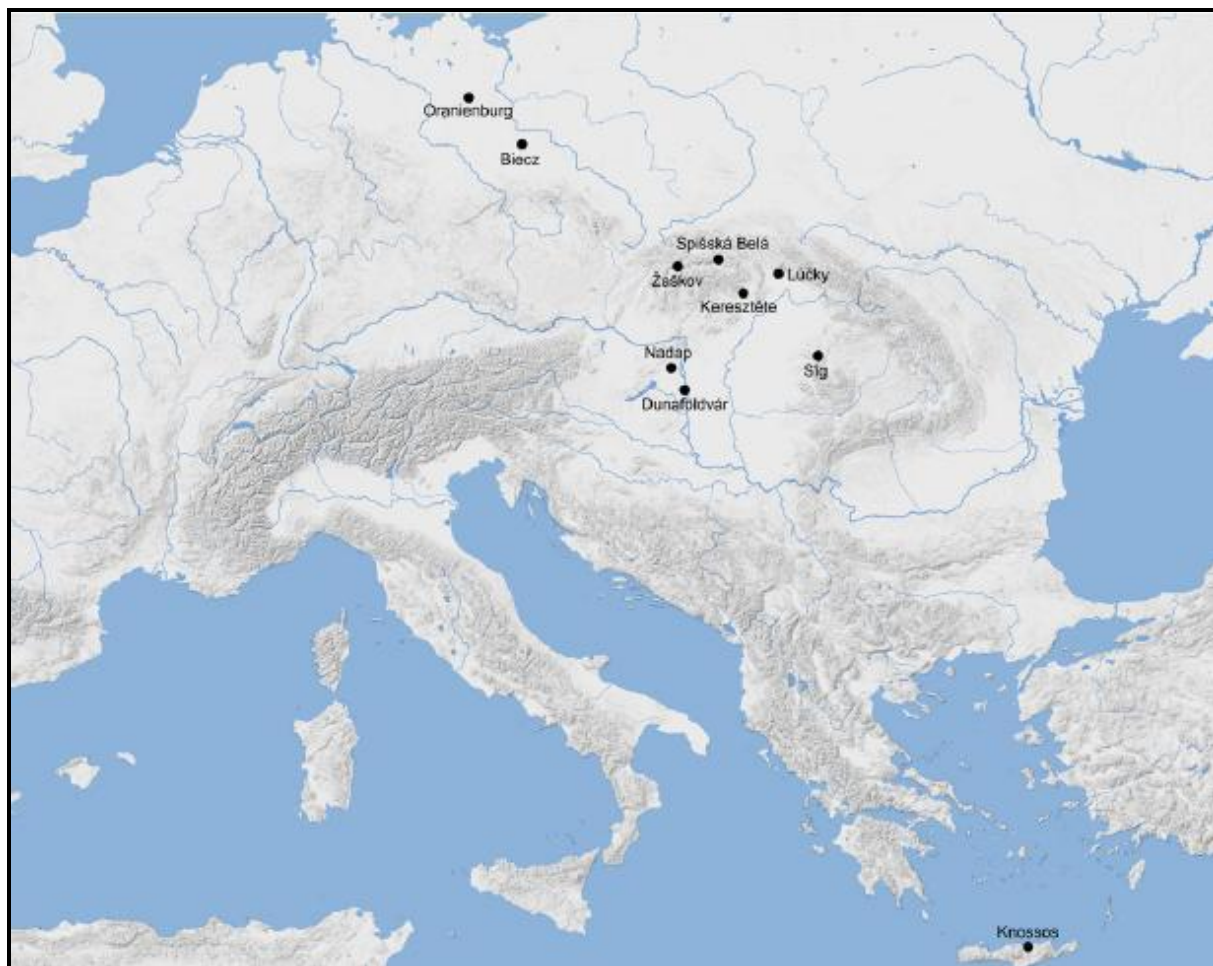 Oranienburg
Biecz
Spišská Belá
Žaškov
Lúčky
Keresztéte
Nadap
Sîg
Dunaföldvár
Knossos